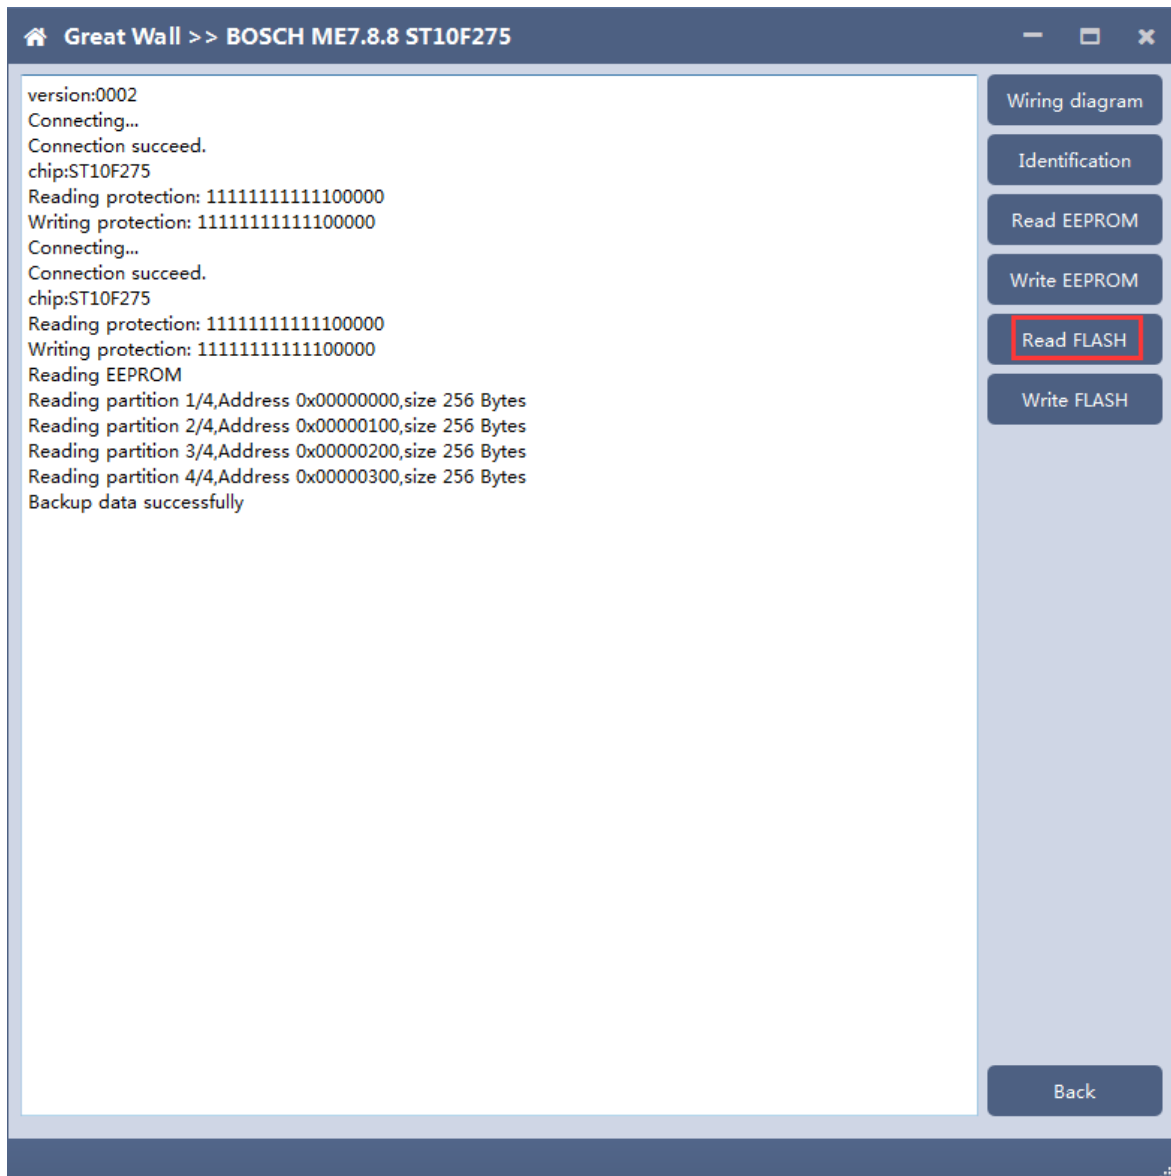 Great Wall >> BOSCH ME7.8.8 ST10F275
version:0002
Connecting...
Connection succeed.
chip:ST10F275
Reading protection: 11111111111100000
Writing protection: 11111111111100000
Connecting...
Connection succeed.
chip:ST10F275
Reading protection: 11111111111100000
Writing protection: 11111111111100000
Reading EEPROM
Reading partition 1/4,Address 0x00000000,size 256 Bytes
Reading partition 2/4,Address 0x00000100,size 256 Bytes
Reading partition 3/4,Address 0x00000200,size 256 Bytes
Reading partition 4/4,Address 0x00000300,size 256 Bytes
Backup data successfully
Wiring diagram
Identification
Read EEPROM
Write EEPROM
Read FLASH
Write FLASH
Back